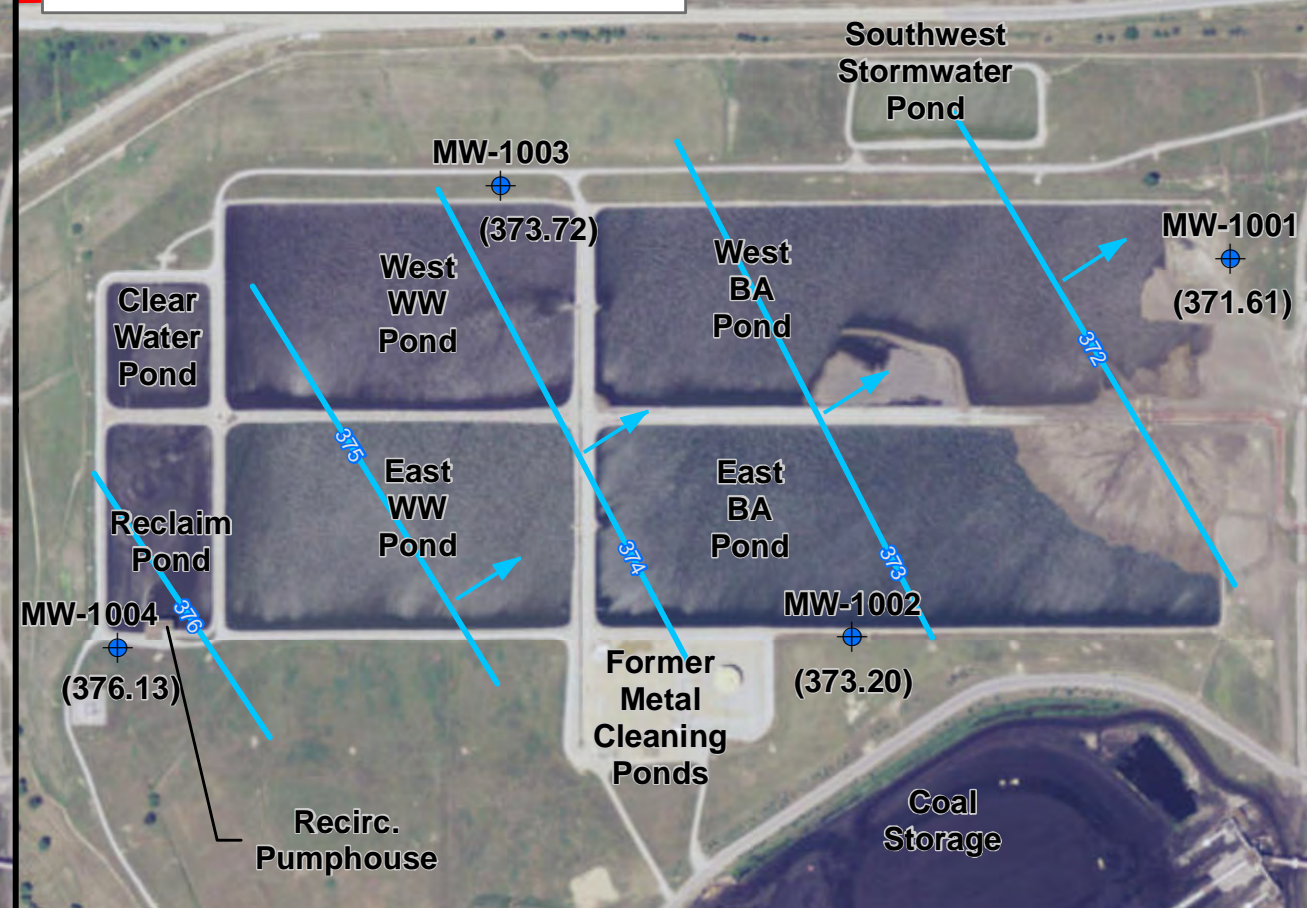 Southwest
Stormwater
Pond
MW-1003
(373.72)
MW-1001
(371.61)
West
WW
Pond
West
BA
Pond
Clear
Water
Pond
372
375
East
WW
Pond
East
BA
Pond
Reclaim
Pond
374
373
MW-1004
376
(376.13)
MW-1002
(373.20)
Former
Metal
Cleaning
Ponds
Recirc.
Pumphouse
Coal
Storage